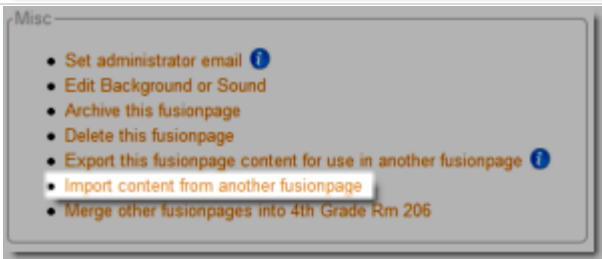 Misc
Set administrator email
Edit Background or Sound
Archive this fusionpage
Delete this fusionpage
Export this fusionpage content for use in another fusionpage
Import content from another fusionpage
Merge other fusionpages into 4th Grade Rm 206